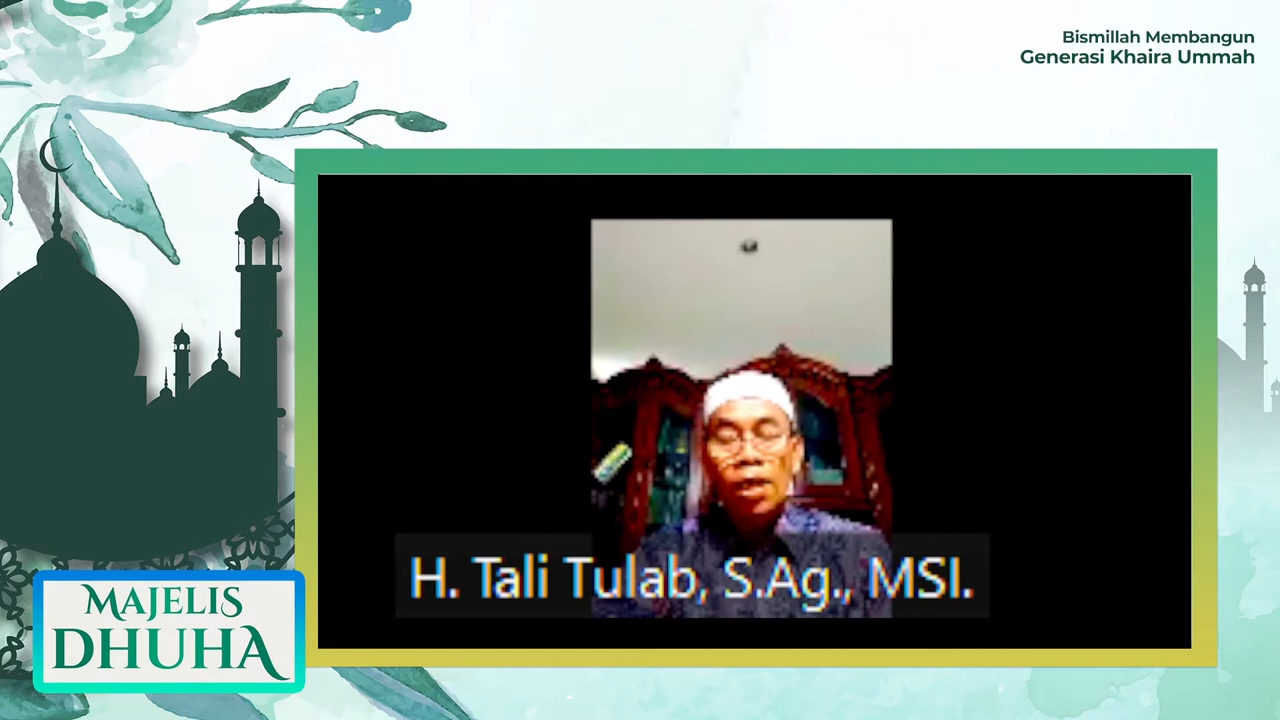 Bismillah Membangun
Generasi Khaira Ummah
H. Tali Tulab, S.Ag., MSI.
MAJELIS
DHUHA